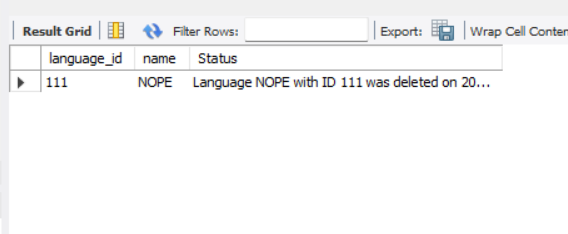 Result Grid Filter Rows: Export: Wrap Cell Conten
language_id name Status
111 NOPE Language NOPE with ID 111 was deleted on 20...